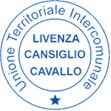 Unione Territoriale Intercomunale
LIVENZA
CANSIGLIO
CAVALLO